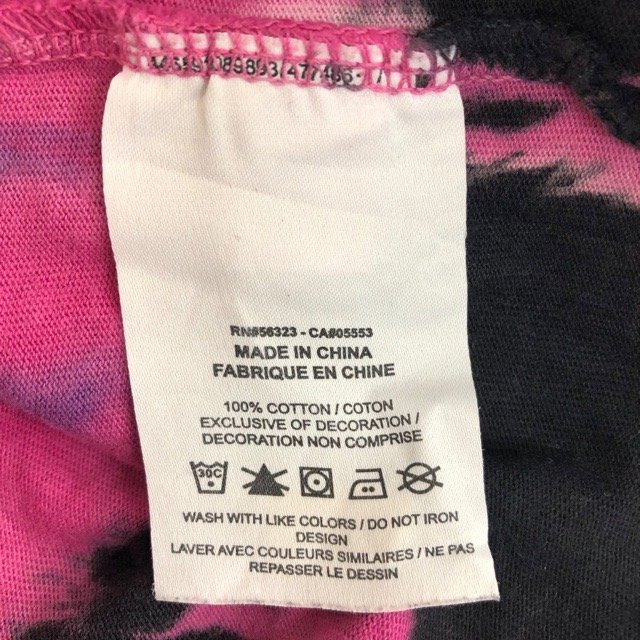 RN#56323 - CA#05553
MADE IN CHINA
FABRIQUE EN CHINE
100% COTTON / COTON
EXCLUSIVE OF DECORATION /
DECORATION NON COMPRISE
30C
WASH WITH LIKE COLORS / DO NOT IRON
DESIGN
LAVER AVEC COULEURS SIMILAIRES / NE PAS
REPASSER LE DESSIN